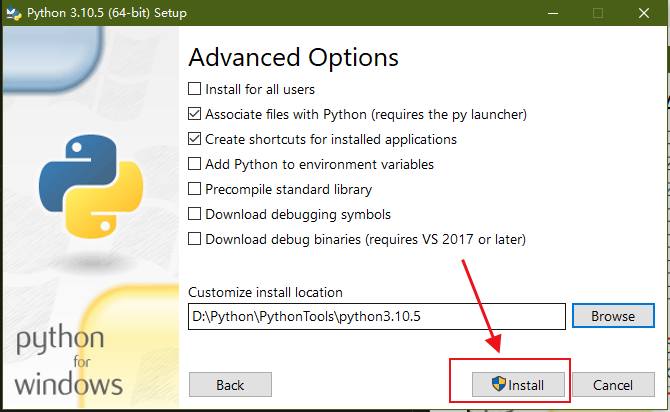 Python 3.10.5 (64-bit) Setup
Advanced Options
Install for all users
Associate files with Python (requires the py launcher)
Create shortcuts for installed applications
Add Python to environment variables
Precompile standard library
Download debugging symbols
Download debug binaries (requires VS 2017 or later)
Customize install location
D:\Python\PythonTools\python3.10.5
Browse
python
for
windows
Back
Install
Cancel